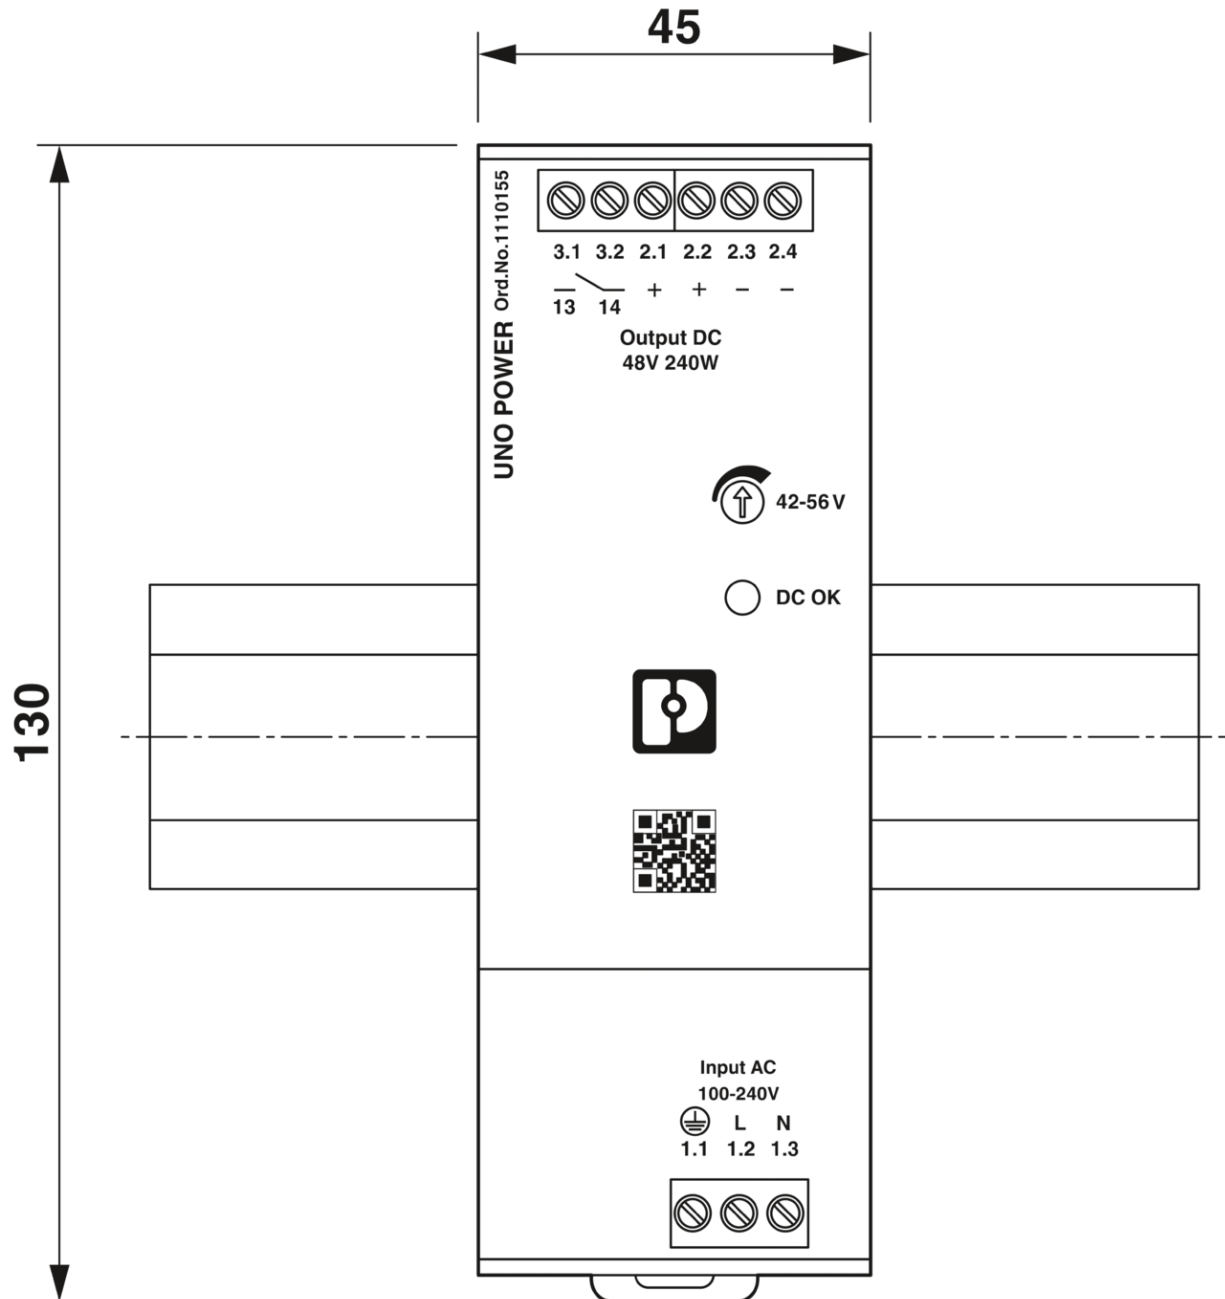 45
130
UNO POWER Ord.No.1110155
3.1 3.2 2.1 2.2 2.3 2.4
+ + − −
13 14
Output DC
48V 240W
42-56 V
DC OK
Input AC
100-240V
L N
1.1 1.2 1.3